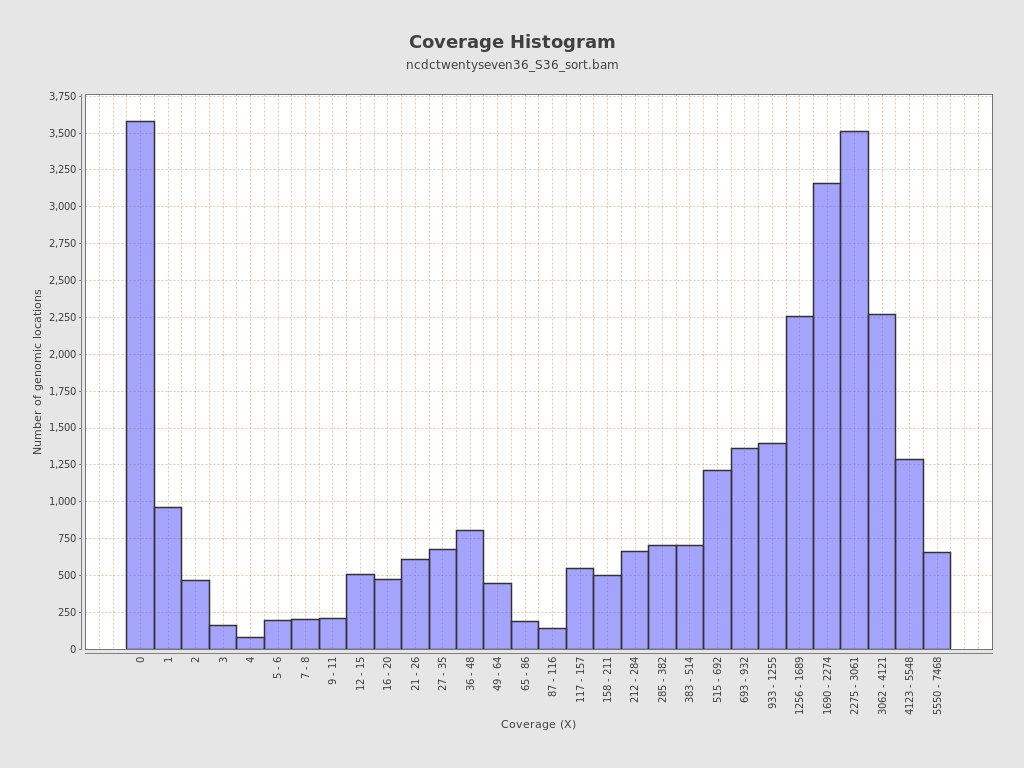 Coverage Histogram
ncdctwentyseven36_S36_sort.bam
Number of genomic locations
3,750
3,500
3,250
3,000
2,750
2,500
2,250
2,000
1,750
1,500
1,250
1,000
750
500
250
0
0
1
2
3
4
5 - 6
7 - 8
9 - 11
12 - 15
16 - 20
21 - 26
27 - 35
36 - 48
49 - 64
65 - 86
87 - 116
117 - 157
158 - 211
212 - 284
285 - 382
383 - 514
515 - 692
693 - 932
933 - 1255
1256 - 1689
1690 - 2274
2275 - 3061
3062 - 4121
4123 - 5548
5550 - 7468
Coverage (X)